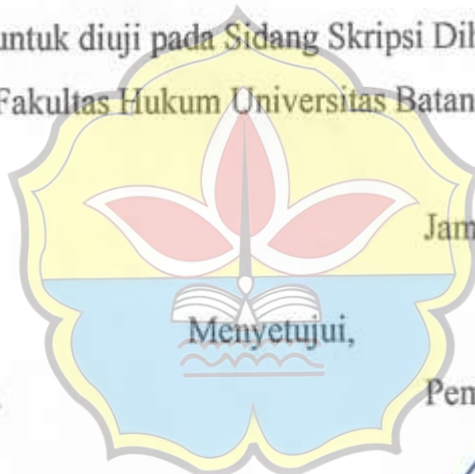 untuk diuji pada Sidang Skripsi
Fakultas Hukum Universitas
Menyetujui,